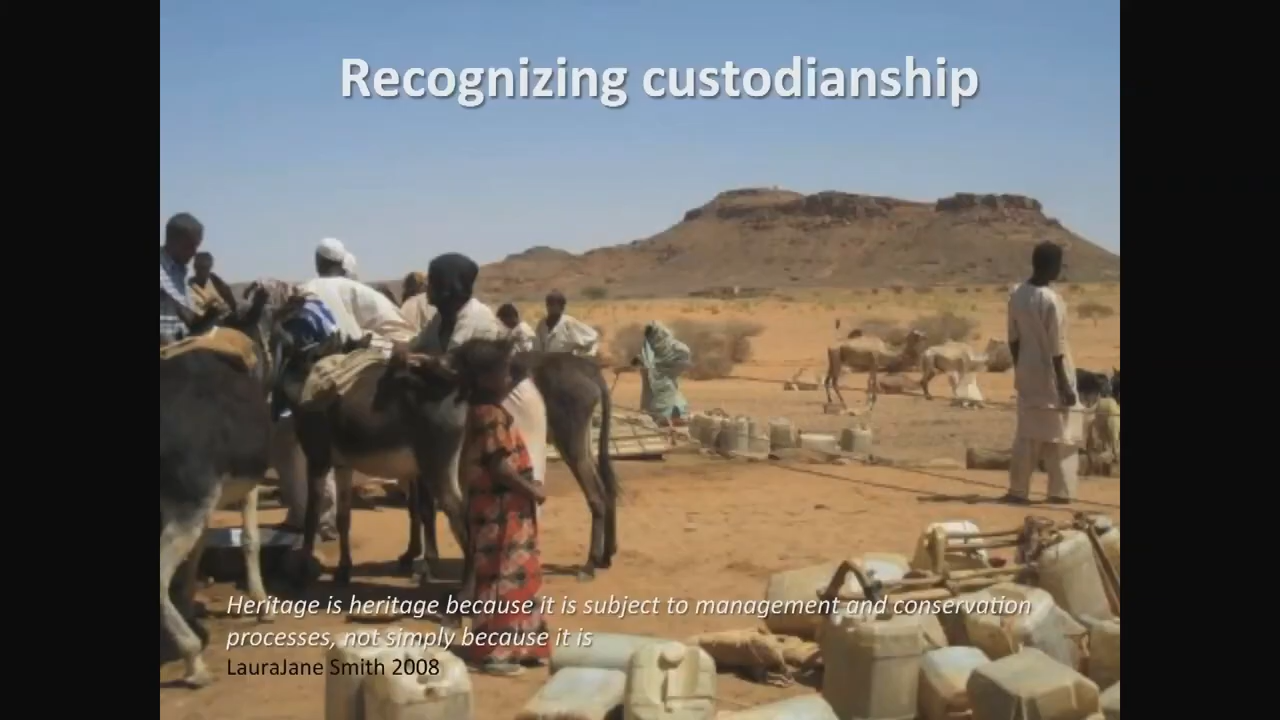 Recognizing custodianship
Heritage is heritage because it is subject to management and conservation
processes, not simply because it is
LauraJane Smith 2008